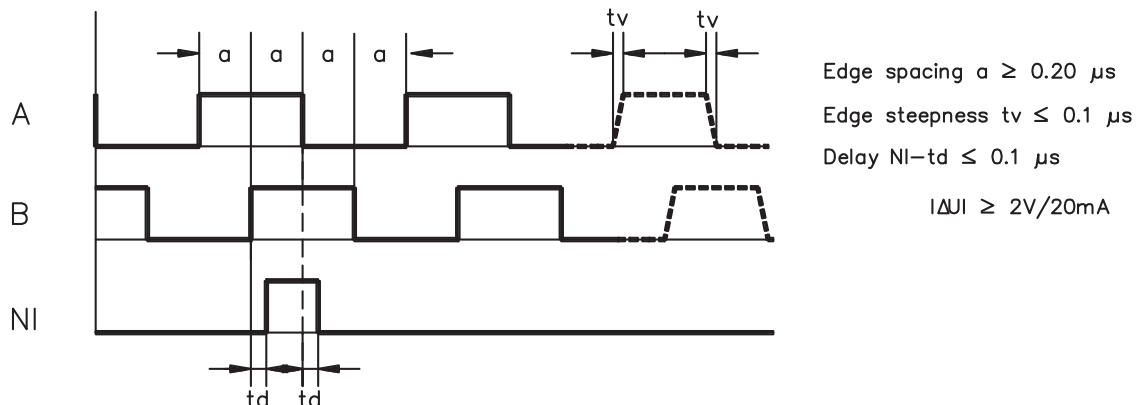 tv tv
a a a a
A
Edge spacing a ≥ 0.20 µs
Edge steepness tv ≤ 0.1 µs
Delay NI-td ≤ 0.1 µs
B
IΔUI ≥ 2V/20mA
NI
td td